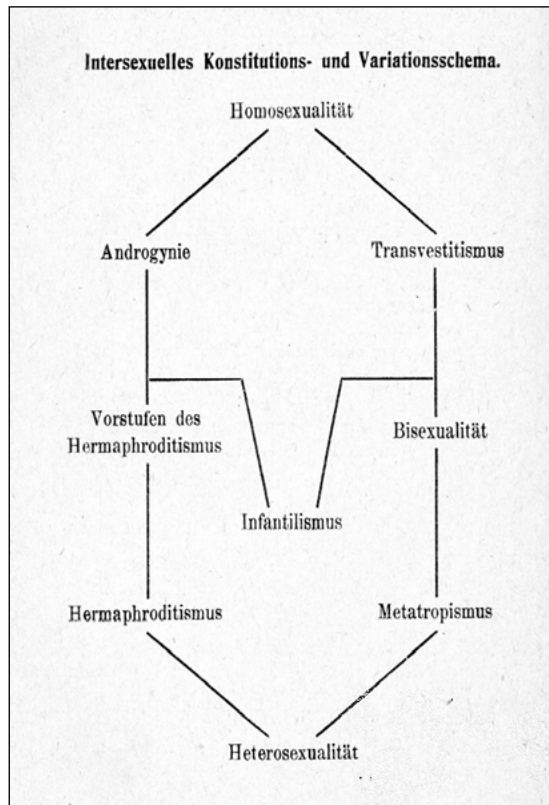 Intersexuelles Konstitutions- und Variationsschema.
Homosexualität
Androgynie
Transvestitismus
Vorstufen des
Hermaphroditismus
Bisexualität
Infantilismus
Hermaphroditismus
Metatropismus
Heterosexualität